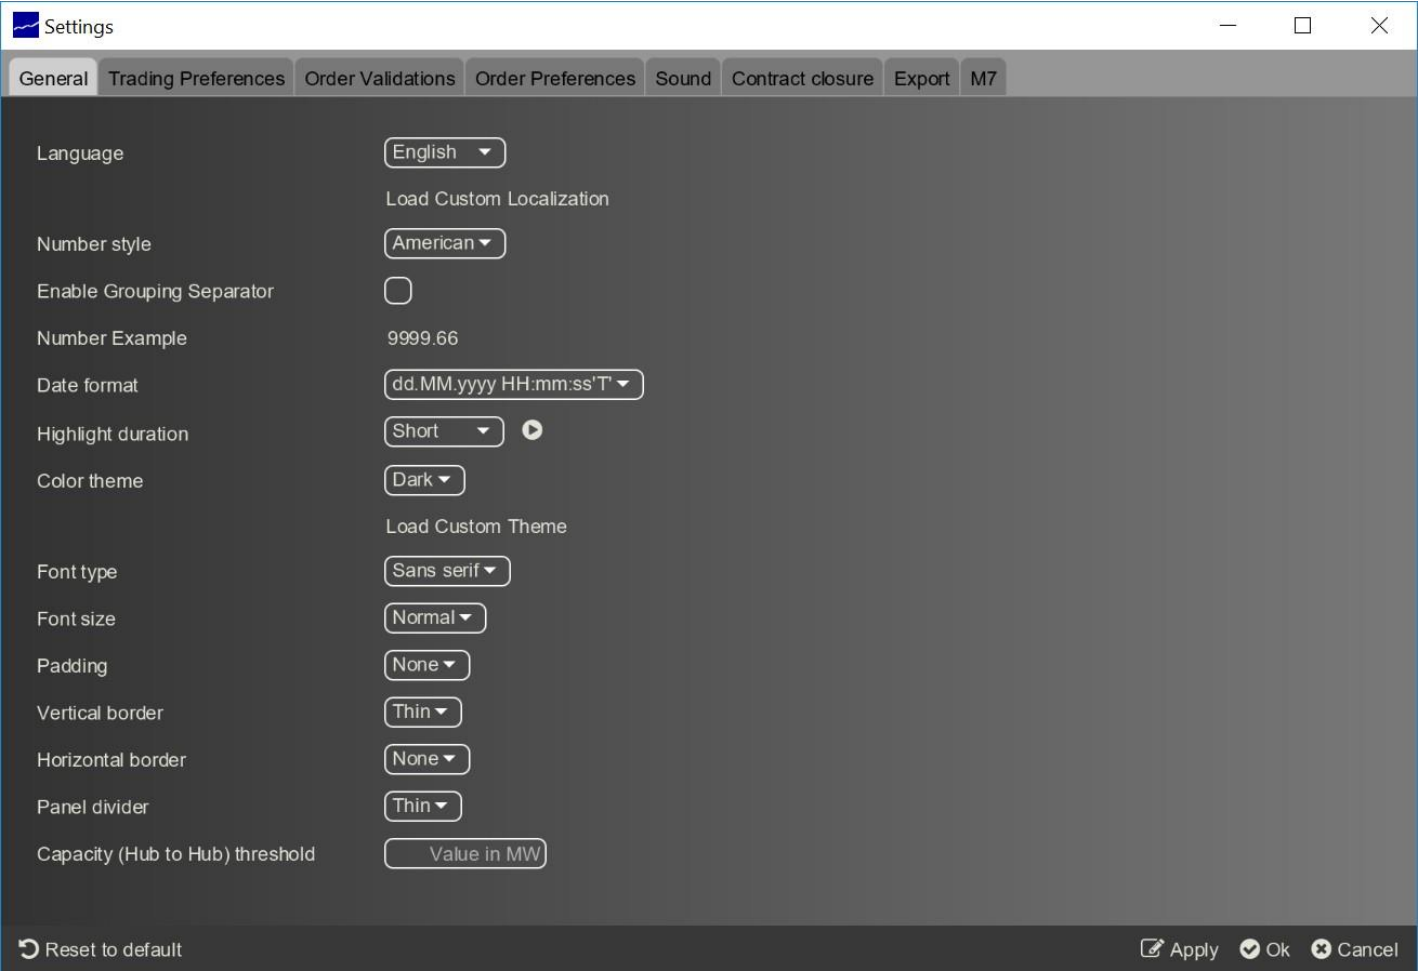 Settings
General Trading Preferences Order Validations Order Preferences Sound Contract closure Export M7
Language English
Load Custom Localization
Number style American
Enable Grouping Separator
Number Example 9999.66
Date format dd.MM.yyyy HH:mm:ss'T'
Highlight duration Short
Color theme Dark
Load Custom Theme
Font type Sans serif
Font size Normal
Padding None
Vertical border Thin
Horizontal border None
Panel divider Thin
Capacity (Hub to Hub) threshold Value in MW
Reset to default Apply Ok Cancel